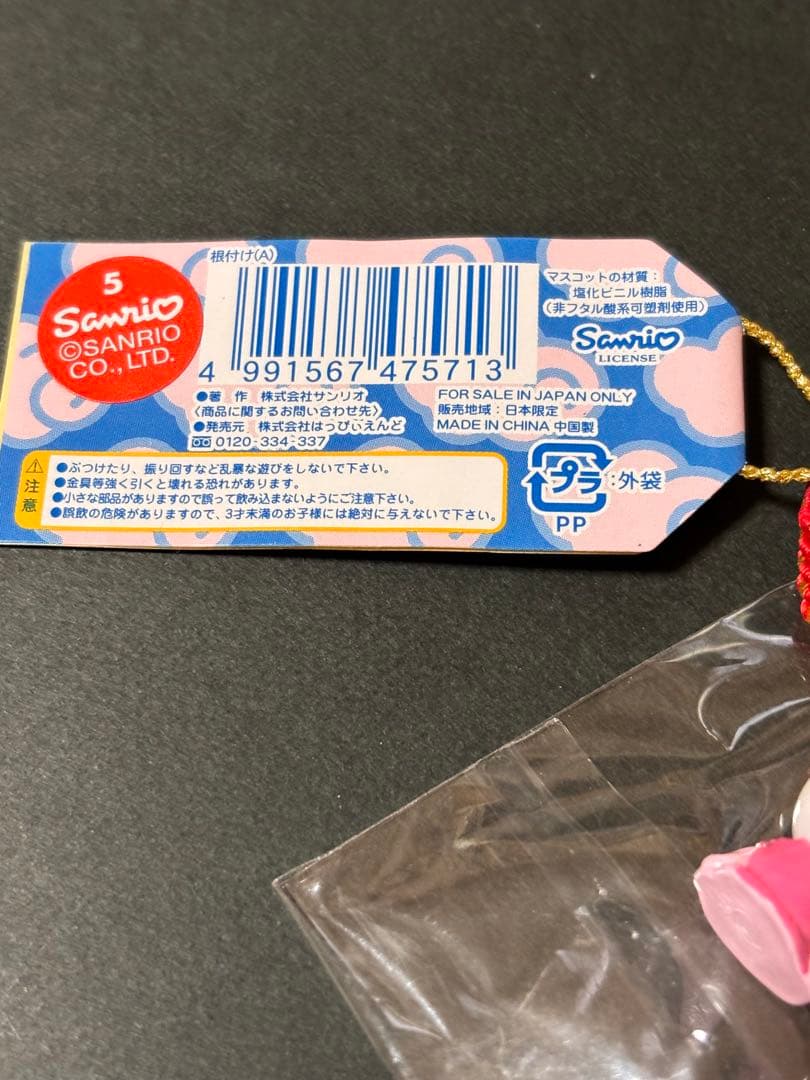 5
Sanrio
©SANRIO
CO., LTD.
根付け(A)
4 991567 475713
マスコットの材質：
塩化ビニル樹脂
（非フタル酸系可塑剤使用）
Sanrio
LICENSE
●著　作　株式会社サンリオ
〈商品に関するお問い合わせ先〉
●発売元　株式会社はっぴいえんど
0120-334-337
FOR SALE IN JAPAN ONLY
販売地域：日本限定
MADE IN CHINA 中国製
プラ：外袋
PP
注意
●ぶつけたり、振り回すなど乱暴な遊びをしないで下さい。
●金具等強く引くと壊れる恐れがあります。
●小さな部品がありますので誤って飲み込まないようにご注意下さい。
●誤飲の危険がありますので、3才未満のお子様には絶対に与えないで下さい。